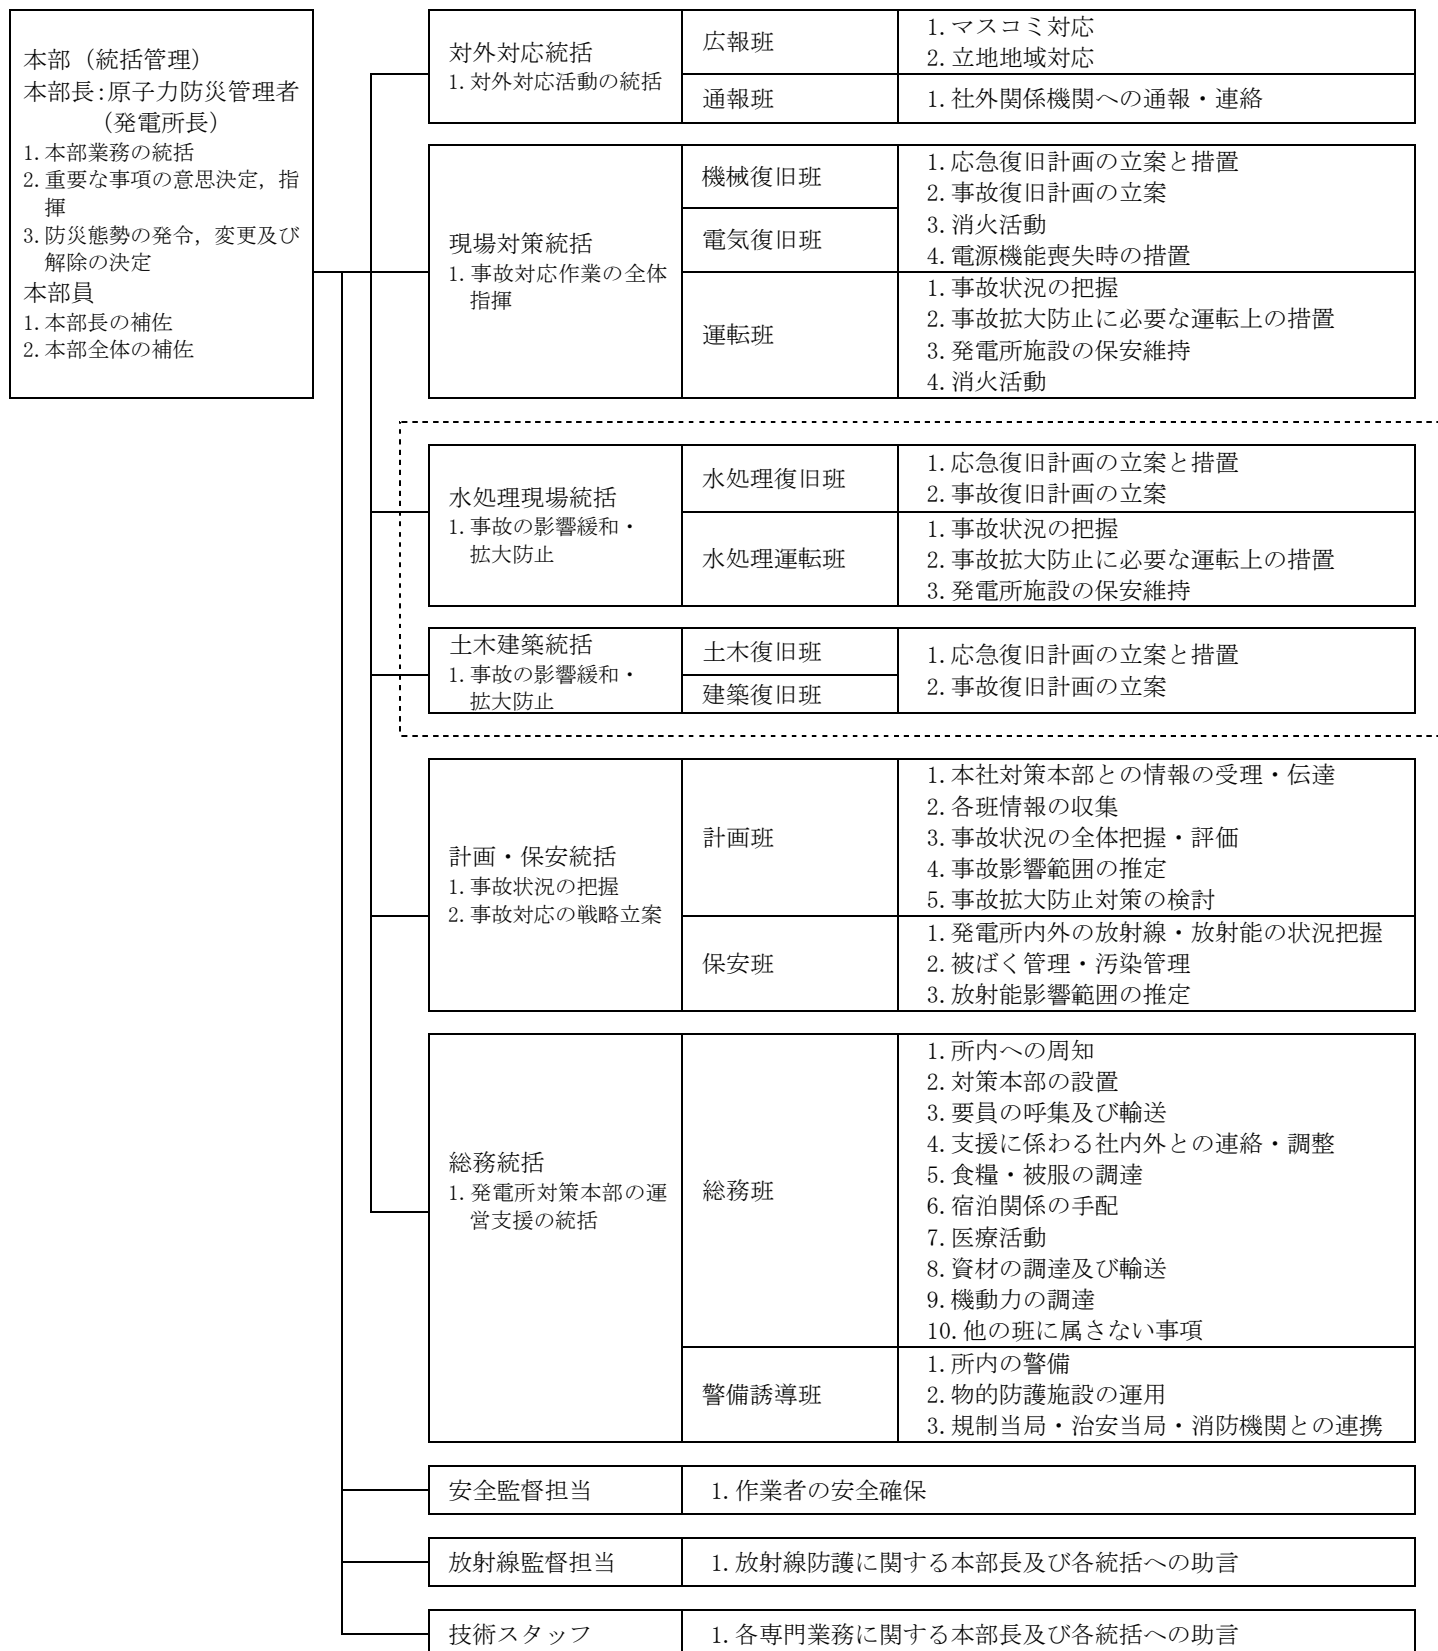 本部（統括管理）
本部長:原子力防災管理者
（発電所長）
1.本部業務の統括
2.重要な事項の意思決定，指
揮
3.防災態勢の発令，変更及び
解除の決定
本部員
1.本部長の補佐
2.本部全体の補佐
対外対応統括
1.対外対応活動の統括
広報班
1.マスコミ対応
2.立地地域対応
通報班
1.社外関係機関への通報・連絡
現場対策統括
1.事故対応作業の全体
指揮
機械復旧班
電気復旧班
1.応急復旧計画の立案と措置
2.事故復旧計画の立案
3.消火活動
4.電源機能喪失時の措置
運転班
1.事故状況の把握
2.事故拡大防止に必要な運転上の措置
3.発電所施設の保安維持
4.消火活動
水処理現場統括
1.事故の影響緩和・
拡大防止
水処理復旧班
1.応急復旧計画の立案と措置
2.事故復旧計画の立案
水処理運転班
1.事故状況の把握
2.事故拡大防止に必要な運転上の措置
3.発電所施設の保安維持
土木建築統括
1.事故の影響緩和・
拡大防止
土木復旧班
建築復旧班
1.応急復旧計画の立案と措置
2.事故復旧計画の立案
計画・保安統括
1.事故状況の把握
2.事故対応の戦略立案
計画班
1.本社対策本部との情報の受理・伝達
2.各班情報の収集
3.事故状況の全体把握・評価
4.事故影響範囲の推定
5.事故拡大防止対策の検討
保安班
1.発電所内外の放射線・放射能の状況把握
2.被ばく管理・汚染管理
3.放射能影響範囲の推定
総務統括
1.発電所対策本部の運
営支援の統括
総務班
1.所内への周知
2.対策本部の設置
3.要員の呼集及び輸送
4.支援に係わる社内外との連絡・調整
5.食糧・被服の調達
6.宿泊関係の手配
7.医療活動
8.資材の調達及び輸送
9.機動力の調達
10.他の班に属さない事項
警備誘導班
1.所内の警備
2.物的防護施設の運用
3.規制当局・治安当局・消防機関との連携
安全監督担当
1.作業者の安全確保
放射線監督担当
1.放射線防護に関する本部長及び各統括への助言
技術スタッフ
1.各専門業務に関する本部長及び各統括への助言